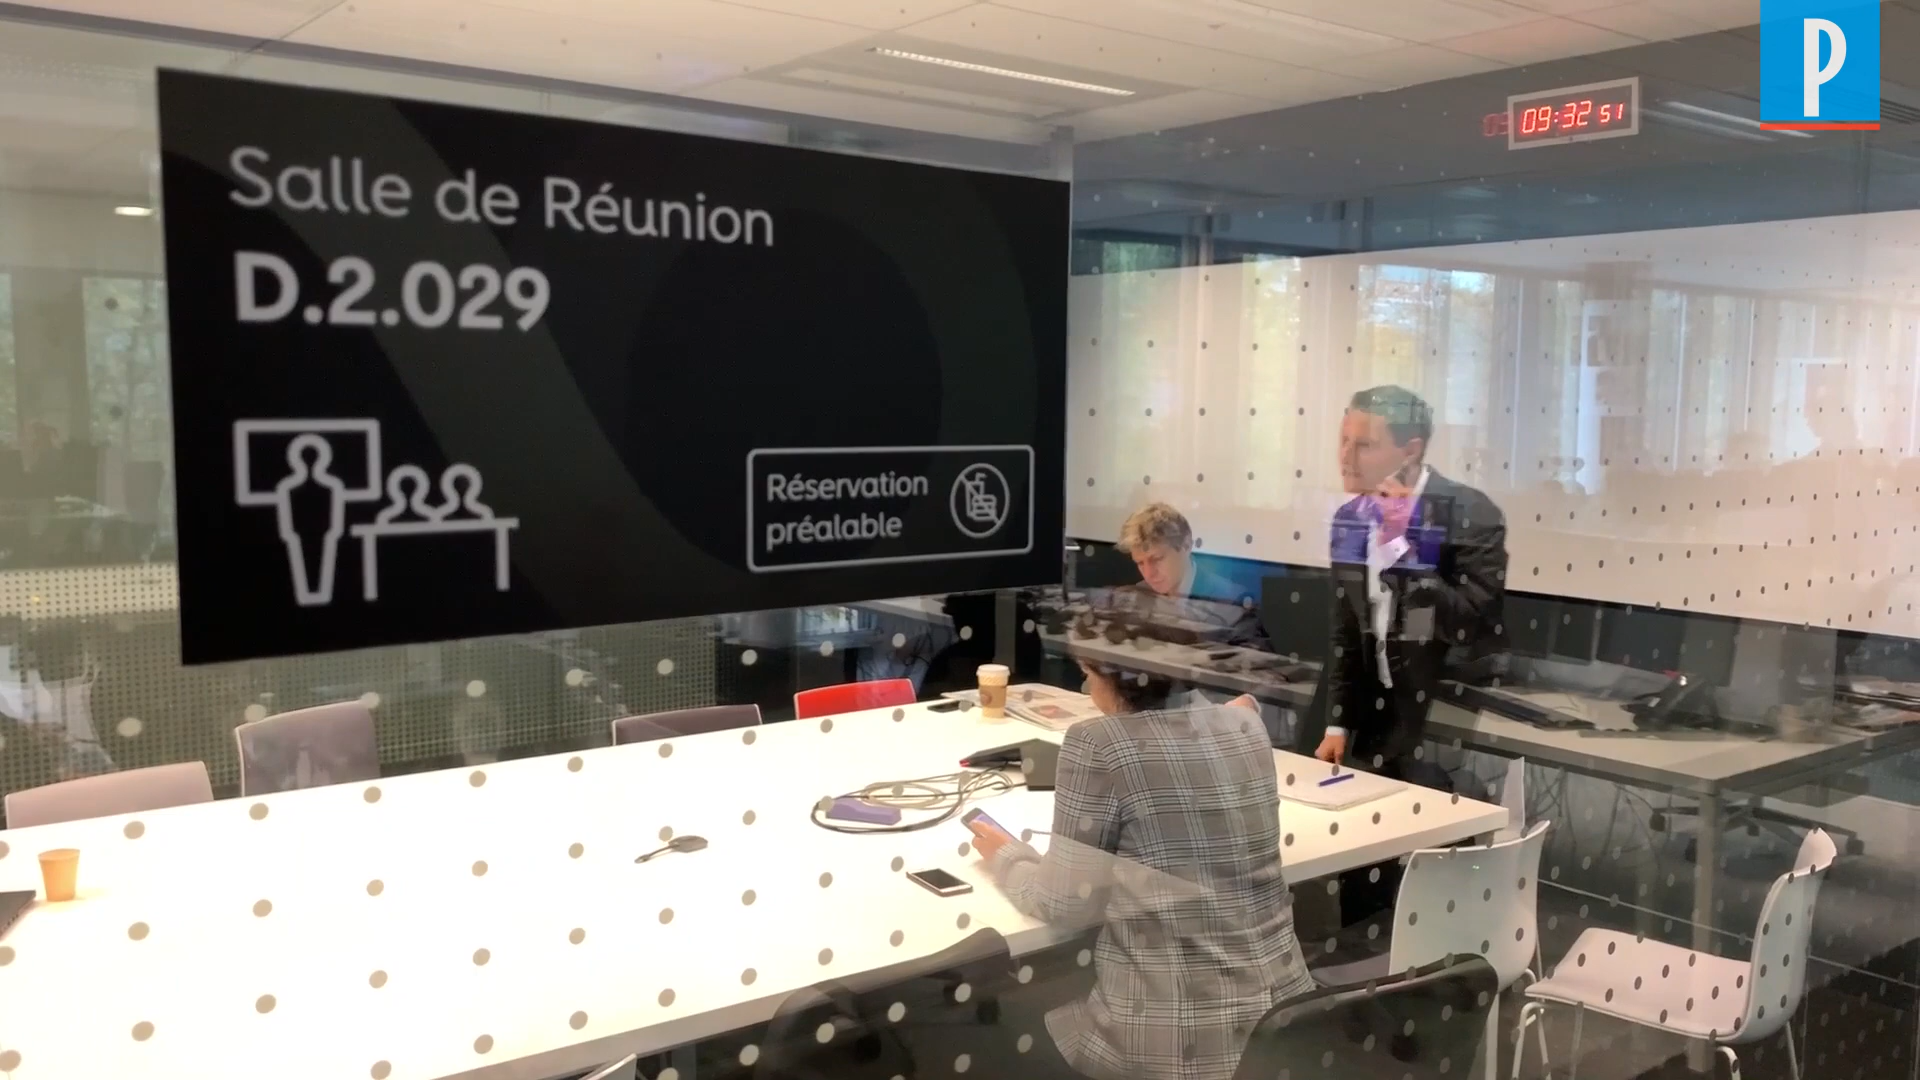 Salle de Réunion
D.2.029
Réservation
préalable
09:32 51
P